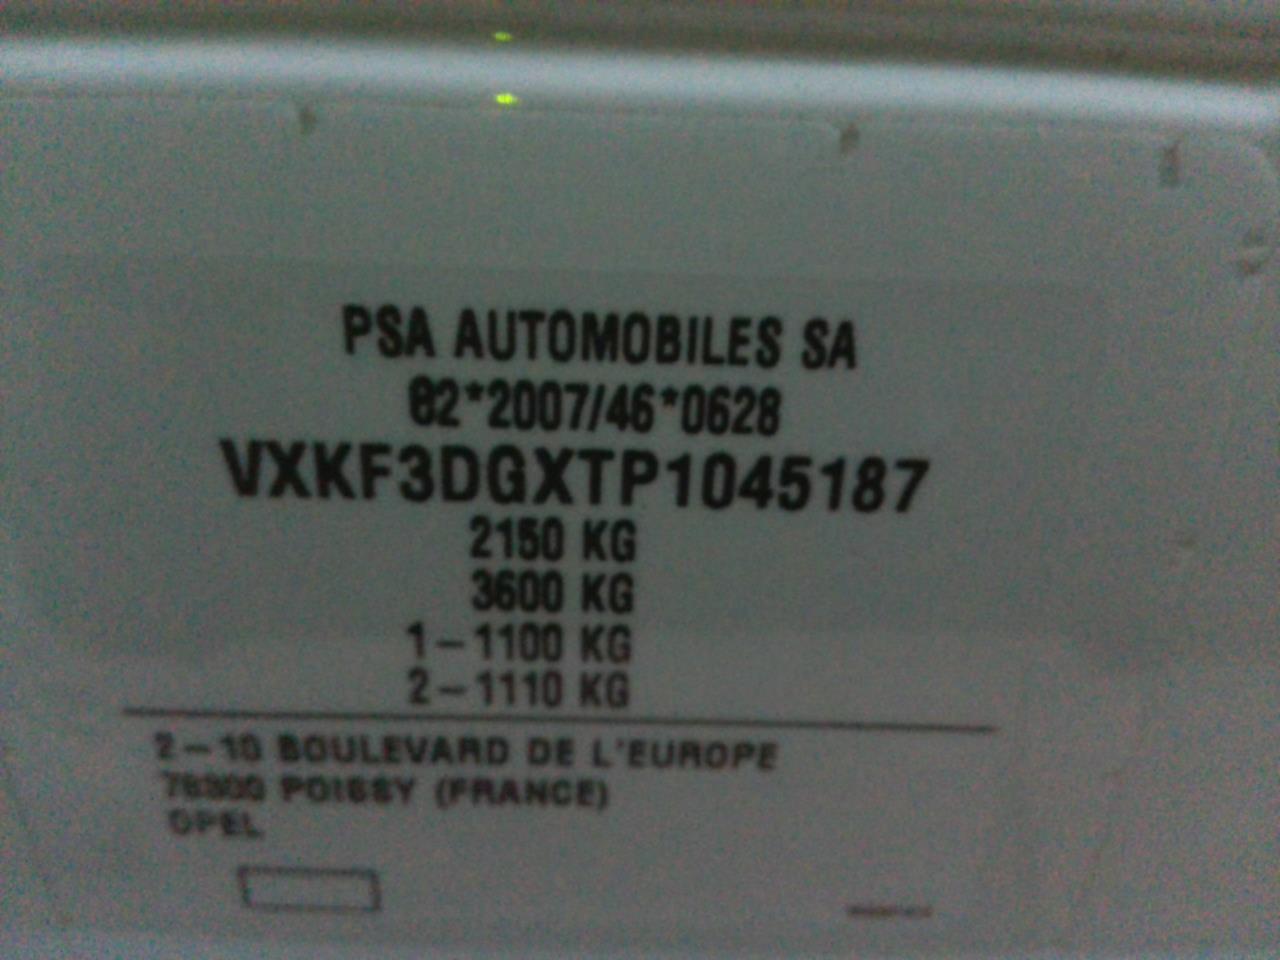 PSA AUTOMOBILES SA
e2*2007/46*0628
VXKF3DGXTP1045187
2150 KG
3600 KG
1-1100 KG
2-1110 KG
2-10 BOULEVARD DE L'EUROPE
78300 POISSY (FRANCE)
OPEL